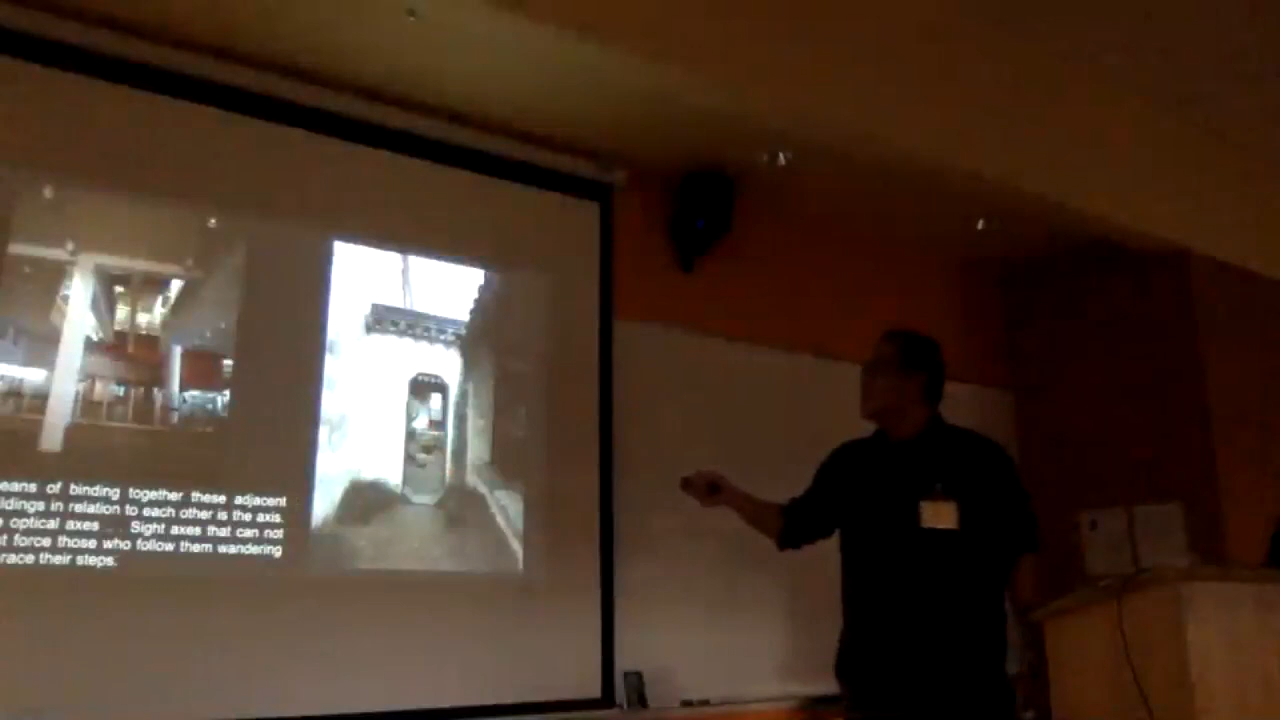 eans of binding together these adjacent
ldings in relation to each other is the axis.
optical axes . . Sight axes that can not
t force those who follow them wandering
race their steps.